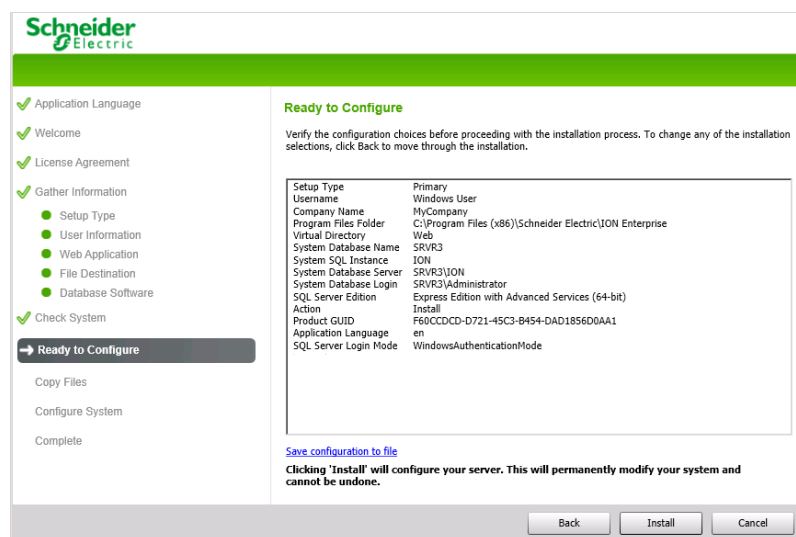 Schneider
Electric
Application Language
Welcome
License Agreement
Gather Information
Setup Type
User Information
Web Application
File Destination
Database Software
Check System
Ready to Configure
Copy Files
Configure System
Complete
Ready to Configure
Verify the configuration choices before proceeding with the installation process. To change any of the installation
selections, click Back to move through the installation.
Setup Type Primary
Username Windows User
Company Name MyCompany
Program Files Folder C:\Program Files (x86)\Schneider Electric\ION Enterprise
Virtual Directory Web
System Database Name SRVR3
System SQL Instance ION
System Database Server SRVR3\ION
System Database Login SRVR3\Administrator
SQL Server Edition Express Edition with Advanced Services (64-bit)
Action Install
Product GUID F60CCDCD-D721-45C3-B454-DAD1856D0AA1
Application Language en
SQL Server Login Mode WindowsAuthenticationMode
Save configuration to file
Clicking 'Install' will configure your server. This will permanently modify your system and
cannot be undone.
Back Install Cancel